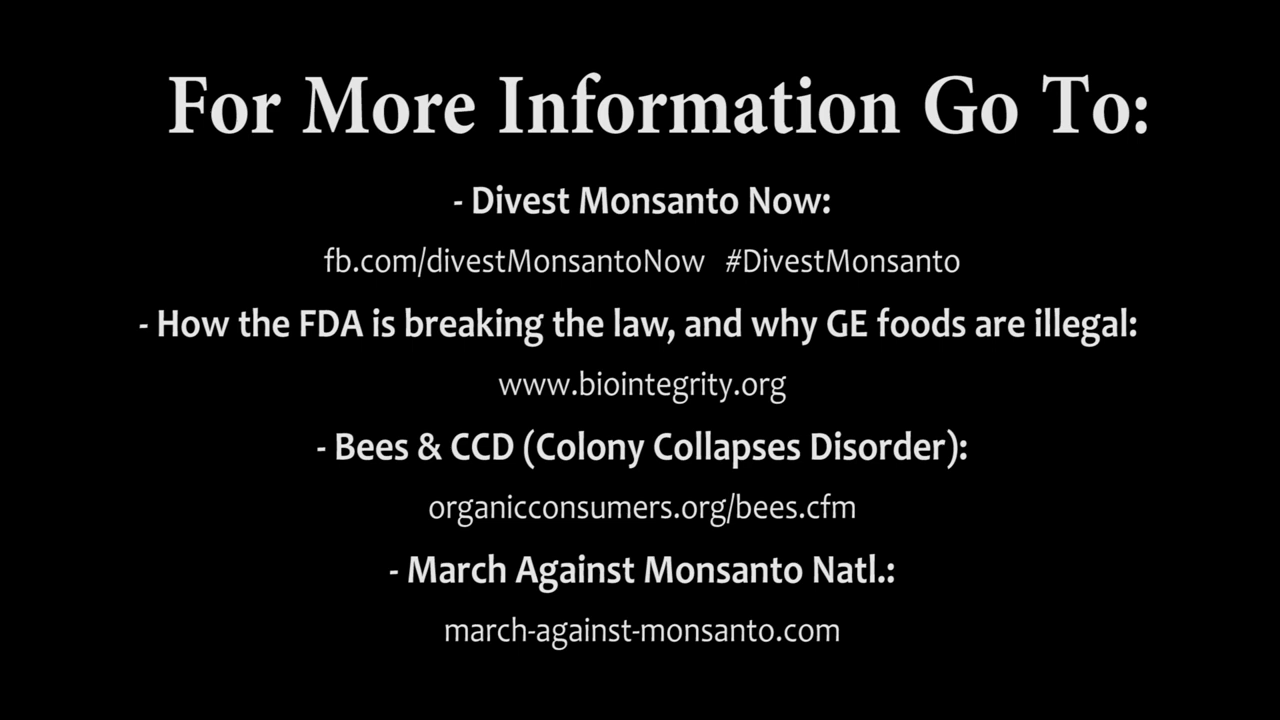 For More Information Go To:
- Divest Monsanto Now:
fb.com/divestMonsantoNow #DivestMonsanto
- How the FDA is breaking the law, and why GE foods are illegal:
www.biointegrity.org
- Bees & CCD (Colony Collapses Disorder):
organicconsumers.org/bees.cfm
- March Against Monsanto Natl.:
march-against-monsanto.com